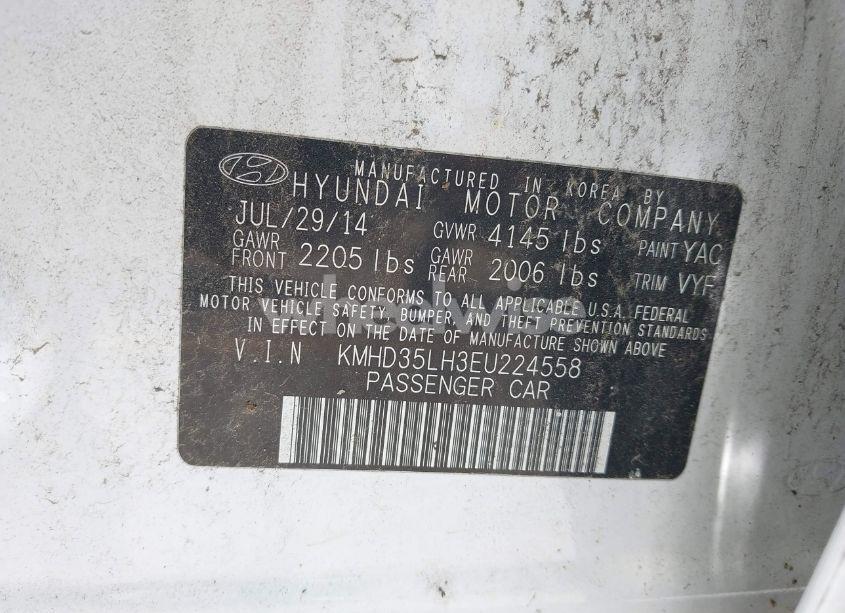 MANUFACTURED IN KOREA BY
HYUNDAI MOTOR COMPANY
JUL/29/14 GVWR 4145 lbs PAINT YAC
GAWR FRONT 2205 lbs GAWR REAR 2006 lbs TRIM VYF
THIS VEHICLE CONFORMS TO ALL APPLICABLE U.S.A. FEDERAL
MOTOR VEHICLE SAFETY, BUMPER, AND THEFT PREVENTION STANDARDS
IN EFFECT ON THE DATE OF MANUFACTURE SHOWN ABOVE
V.I.N KMHD35LH3EU224558
PASSENGER CAR